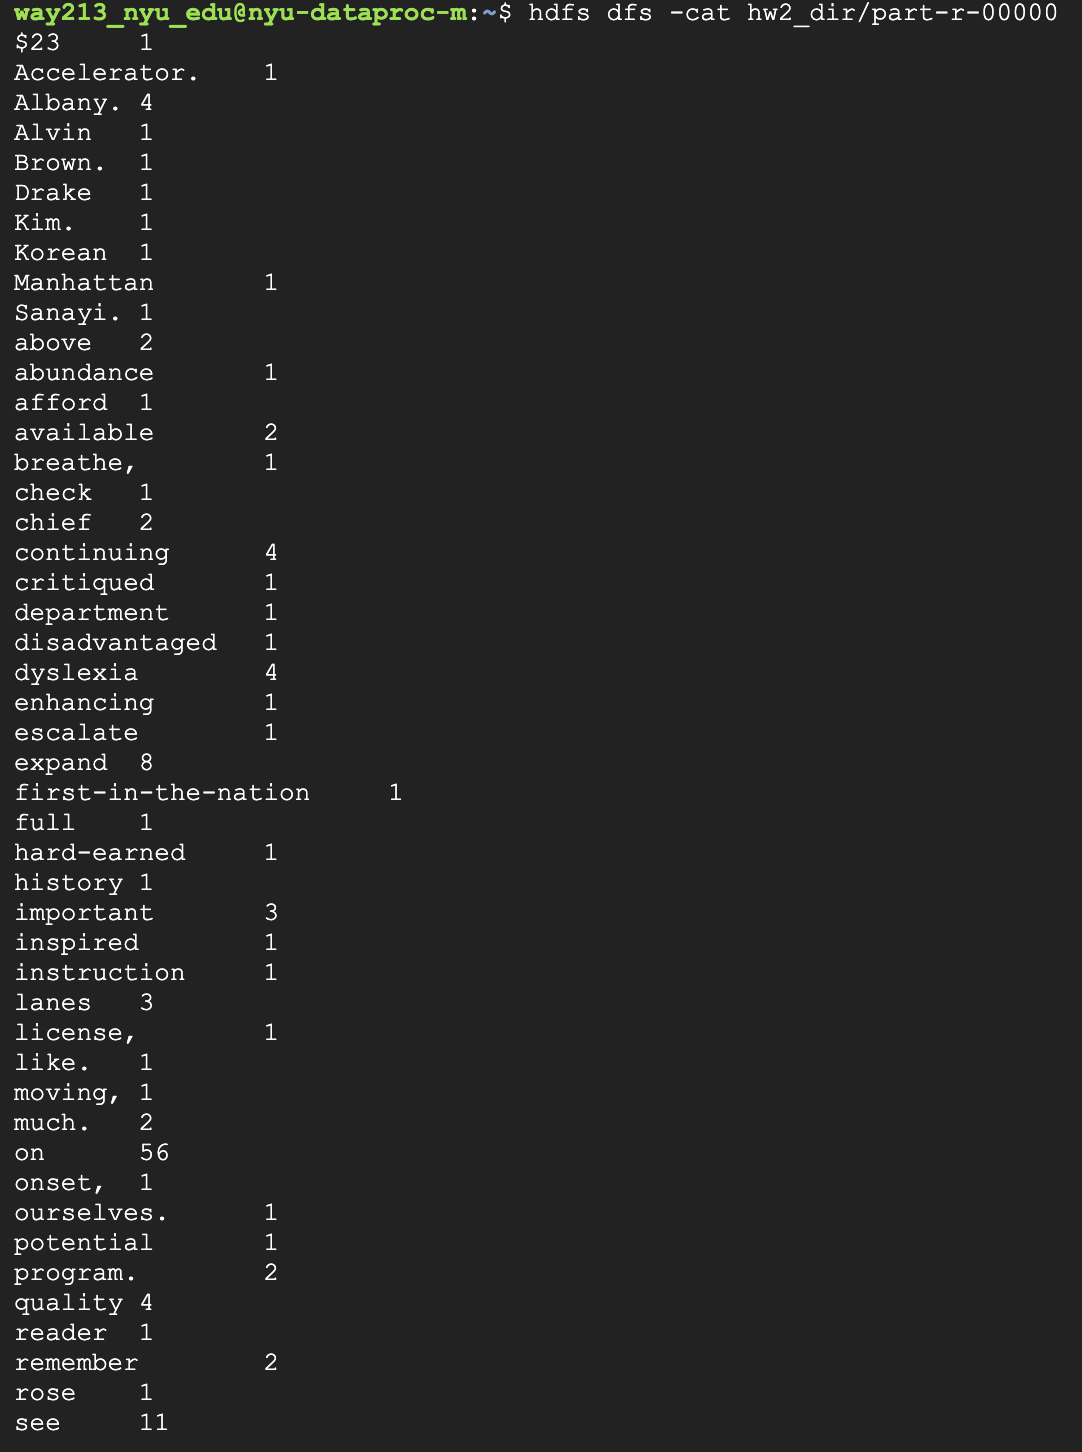 way213_nyu_edu@nyu-dataproc-m:~$ hdfs dfs -cat hw2_dir/part-r-00000
$23 1
Accelerator. 1
Albany. 4
Alvin 1
Brown. 1
Drake 1
Kim. 1
Korean 1
Manhattan 1
Sanayi. 1
above 2
abundance 1
afford 1
available 2
breathe, 1
check 1
chief 2
continuing 4
critiqued 1
department 1
disadvantaged 1
dyslexia 4
enhancing 1
escalate 1
expand 8
first-in-the-nation 1
full 1
hard-earned 1
history 1
important 3
inspired 1
instruction 1
lanes 3
license, 1
like. 1
moving, 1
much. 2
on 56
onset, 1
ourselves. 1
potential 1
program. 2
quality 4
reader 1
remember 2
rose 1
see 11